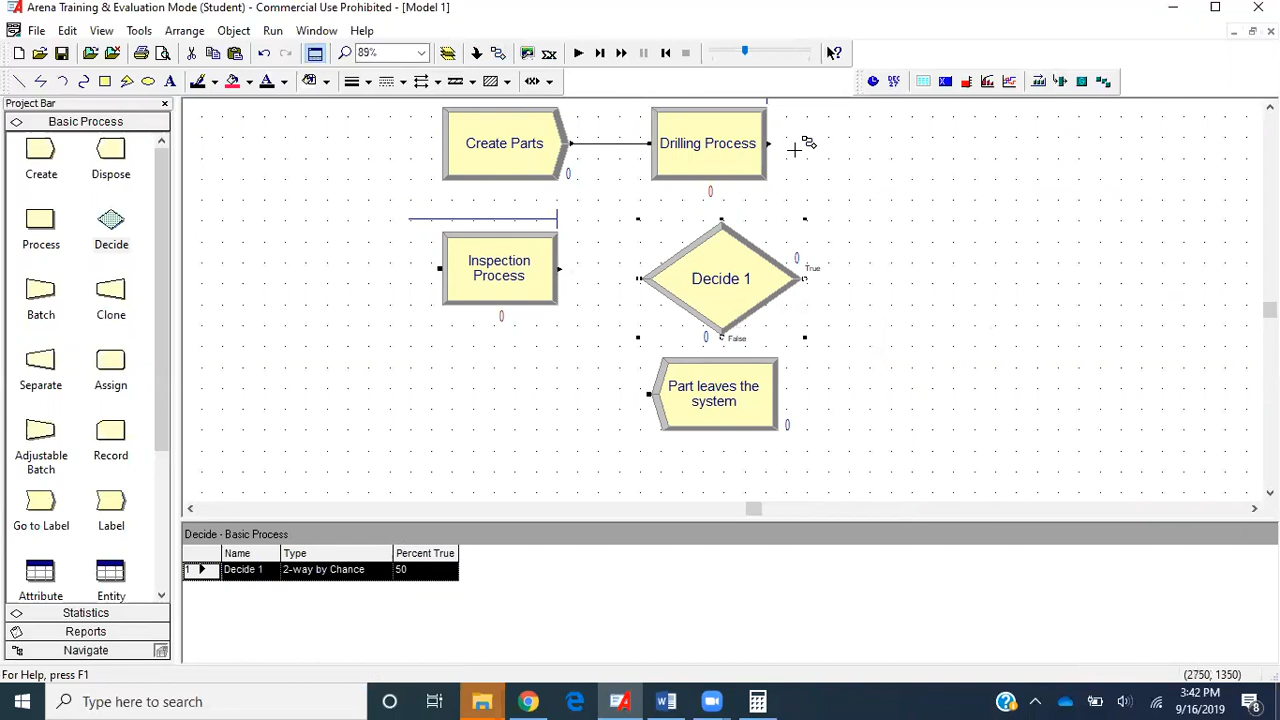 Arena Training & Evaluation Mode (Student) - Commercial Use Prohibited - [Model 1]
File Edit View Tools Arrange Object Run Window Help
89%
Project Bar
Basic Process
Create
Dispose
Process
Decide
Batch
Clone
Separate
Assign
Adjustable
Batch
Record
Go to Label
Label
Attribute
Entity
Statistics
Reports
Navigate
Create Parts
0
Drilling Process
0
Inspection
Process
0
Decide 1
0
True
0
False
Part leaves the
system
0
Decide - Basic Process
Name Type Percent True
1 Decide 1 2-way by Chance 50
For Help, press F1
(2750, 1350)
Type here to search
3:42 PM
9/16/2019
8